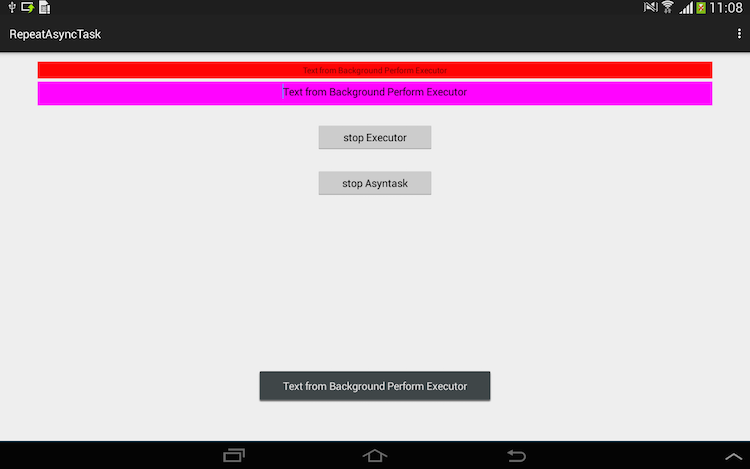 11:08
RepeatAsyncTask
Text from Background Perform Executor
Text from Background Perform Executor
stop Executor
stop Asyntask
Text from Background Perform Executor